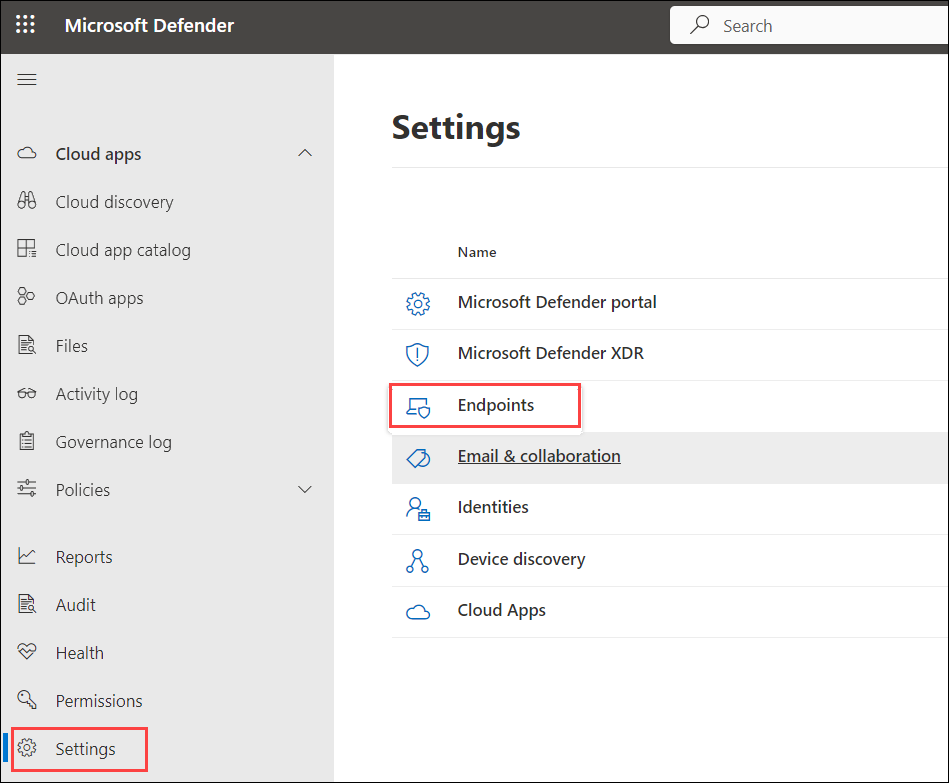 Microsoft Defender
Search
Cloud apps
Cloud discovery
Cloud app catalog
OAuth apps
Files
Activity log
Governance log
Policies
Reports
Audit
Health
Permissions
Settings
Settings
Name
Microsoft Defender portal
Microsoft Defender XDR
Endpoints
Email & collaboration
Identities
Device discovery
Cloud Apps